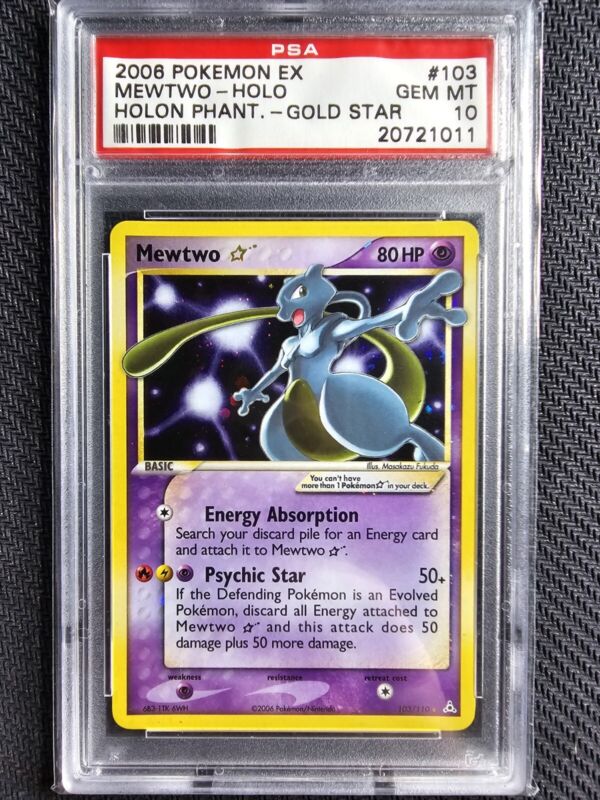 PSA
2006 POKEMON EX #103
MEWTWO-HOLO GEM MT
HOLON PHANT.-GOLD STAR 10
20721011
Mewtwo ☆ 80 HP
BASIC Illus. Masakazu Fukuda
You can't have
more than 1 Pokémon☆ in your deck.
Energy Absorption
Search your discard pile for an Energy card
and attach it to Mewtwo ☆.
Psychic Star 50+
If the Defending Pokémon is an Evolved
Pokémon, discard all Energy attached to
Mewtwo ☆ and this attack does 50
damage plus 50 more damage.
weakness resistance retreat cost
683-1TK 6WH ©2006 Pokémon/Nintendo 103/110